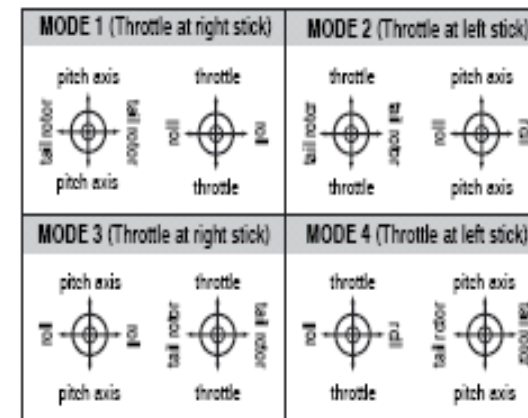 MODE 1 (Throttle at right stick)
pitch axis
throttle
tail rotor
tail rotor
roll
roll
pitch axis
throttle
MODE 2 (Throttle at left stick)
throttle
pitch axis
tail rotor
tail rotor
roll
roll
throttle
pitch axis
MODE 3 (Throttle at right stick)
pitch axis
throttle
roll
roll
tail rotor
tail rotor
pitch axis
throttle
MODE 4 (Throttle at left stick)
throttle
pitch axis
roll
roll
tail rotor
tail rotor
throttle
pitch axis